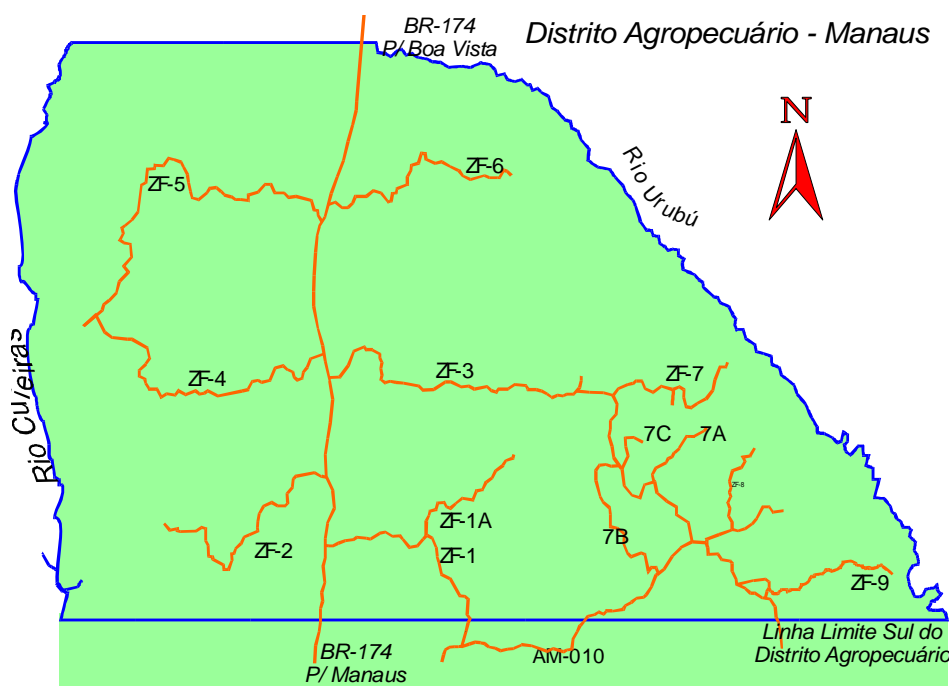 BR-174
P/ Boa Vista
Distrito Agropecuário - Manaus
N
Rio Urubú
ZF-6
ZF-5
Rio Cuieiras
ZF-4
ZF-3
ZF-7
7C
7A
ZF-8
ZF-1A
7B
ZF-2
ZF-1
ZF-9
BR-174
P/ Manaus
AM-010
Linha Limite Sul do
Distrito Agropecuário